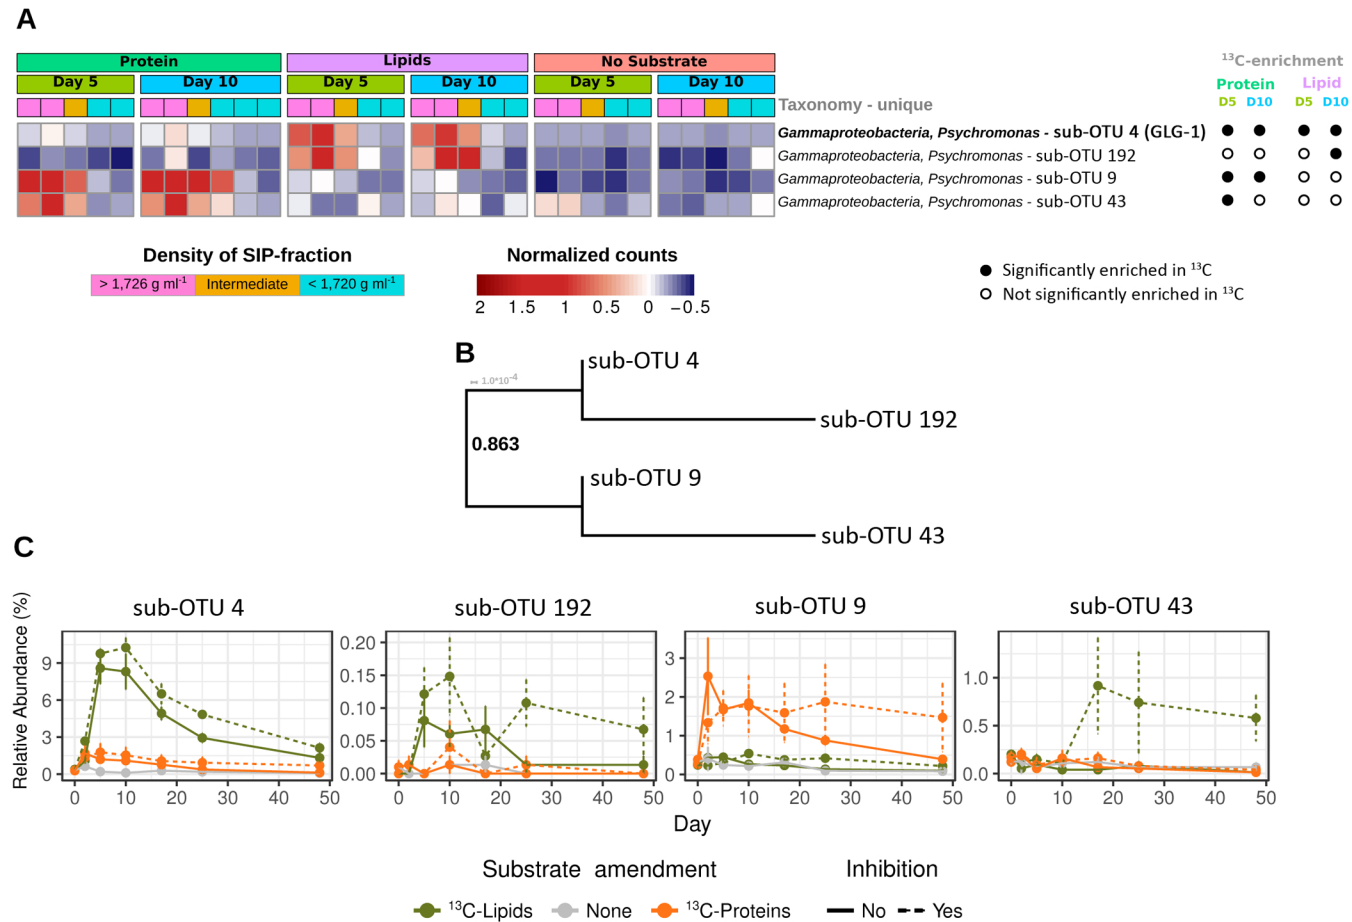 A
Protein Lipids No Substrate
Day 5 Day 10 Day 5 Day 10 Day 5 Day 10
Taxonomy - unique
¹³C-enrichment
Protein Lipid
D5 D10 D5 D10
Gammaproteobacteria, Psychromonas - sub-OTU 4 (GLG-1)
Gammaproteobacteria, Psychromonas - sub-OTU 192
Gammaproteobacteria, Psychromonas - sub-OTU 9
Gammaproteobacteria, Psychromonas - sub-OTU 43
Density of SIP-fraction
> 1,726 g ml⁻¹ Intermediate < 1,720 g ml⁻¹
Normalized counts
2 1.5 1 0.5 0 −0.5
Significantly enriched in ¹³C
Not significantly enriched in ¹³C
B
1.0*10⁻⁴
sub-OTU 4
sub-OTU 192
0.863
sub-OTU 9
sub-OTU 43
C
Relative Abundance (%)
sub-OTU 4
9
6
3
0
0 10 20 30 40 50
sub-OTU 192
0.20
0.15
0.10
0.05
0.00
0 10 20 30 40 50
sub-OTU 9
3
2
1
0
0 10 20 30 40 50
sub-OTU 43
1.0
0.5
0.0
0 10 20 30 40 50
Day
Substrate amendment Inhibition
¹³C-Lipids None ¹³C-Proteins No Yes